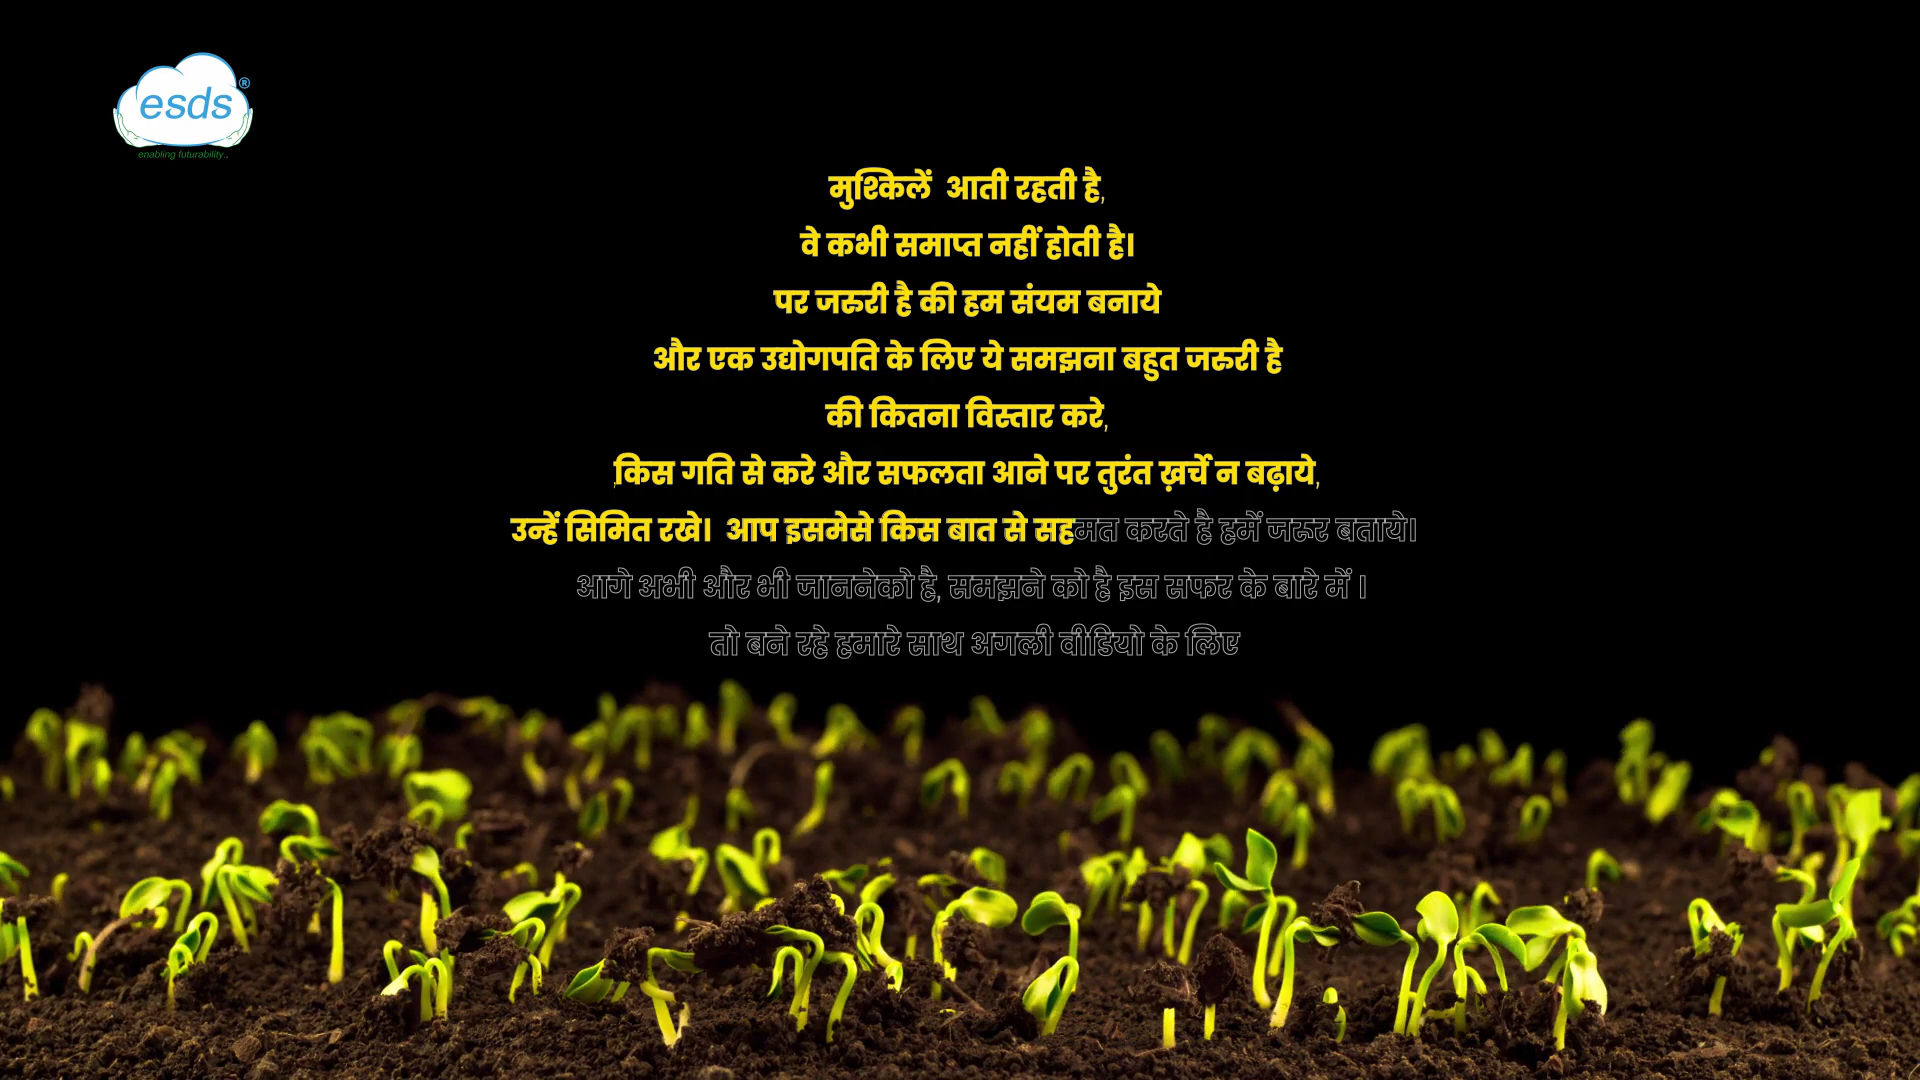 esds®
enabling futurability..
मुश्किलें आती रहती है,
वे कभी समाप्त नहीं होती है।
पर जरुरी है की हम संयम बनाये
और एक उद्योगपति के लिए ये समझना बहुत जरुरी है
की कितना विस्तार करे,
किस गति से करे और सफलता आने पर तुरंत ख़र्चे न बढ़ाये,
उन्हें सिमित रखे। आप इसमेसे किस बात से सहमत करते है हमें जरूर बताये।
आगे अभी और भी जाननेको है, समझने को है इस सफर के बारे में ।
तो बने रहे हमारे साथ अगली वीडियो के लिए